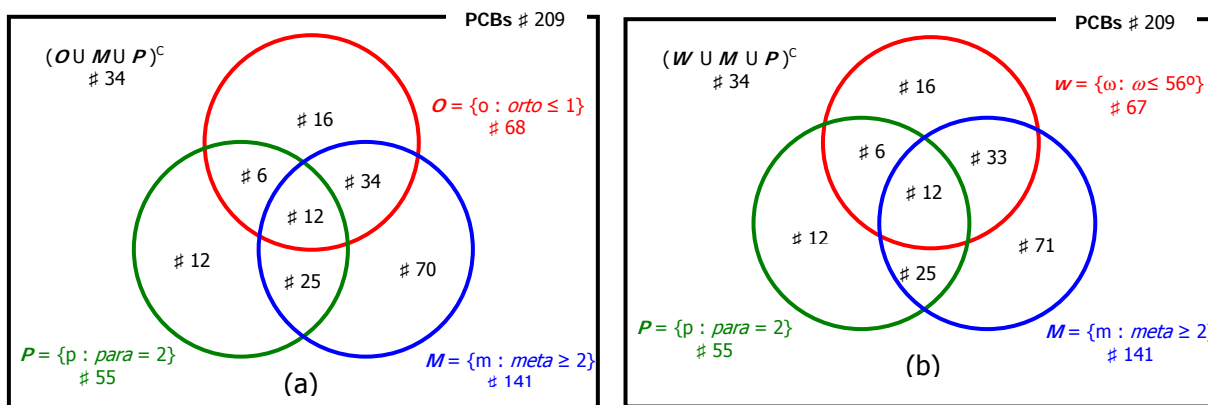 PCBs ♯ 209
(O U M U P)ᶜ
♯ 34
O = {o : orto ≤ 1}
♯ 68
♯ 16
♯ 6
♯ 34
♯ 12
♯ 12
♯ 25
♯ 70
P = {p : para = 2}
♯ 55
M = {m : meta ≥ 2}
♯ 141
(a)
PCBs ♯ 209
(W U M U P)ᶜ
♯ 34
w = {ω: ω ≤ 56º}
♯ 67
♯ 16
♯ 6
♯ 33
♯ 12
♯ 12
♯ 71
♯ 25
P = {p : para = 2}
♯ 55
M = {m : meta ≥ 2}
♯ 141
(b)